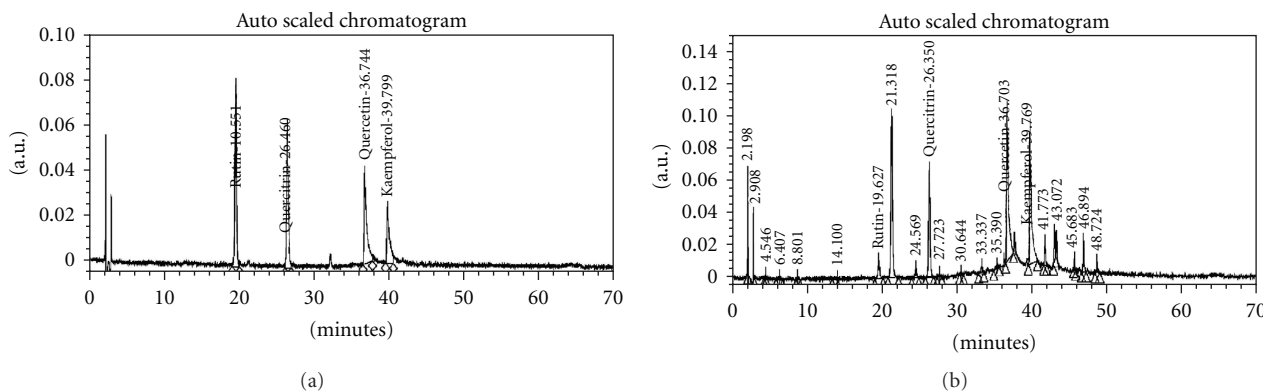 Auto scaled chromatogram
0.10
0.08
0.06
0.04
0.02
0
(a.u.)
Rutin-10.551
Quercitrin-26.460
Quercetin-36.744
Kaempferol-39.799
0 10 20 30 40 50 60 70
(minutes)
(a)
Auto scaled chromatogram
0.14
0.12
0.10
0.08
0.06
0.04
0.02
0
(a.u.)
2.198
2.908
4.546
6.407
8.801
14.100
Rutin-19.627
21.318
24.569
Quercitrin-26.350
27.723
30.644
33.337
35.390
Quercetin-36.703
Kaempferol-39.769
41.773
43.072
45.683
46.894
48.724
0 10 20 30 40 50 60 70
(minutes)
(b)